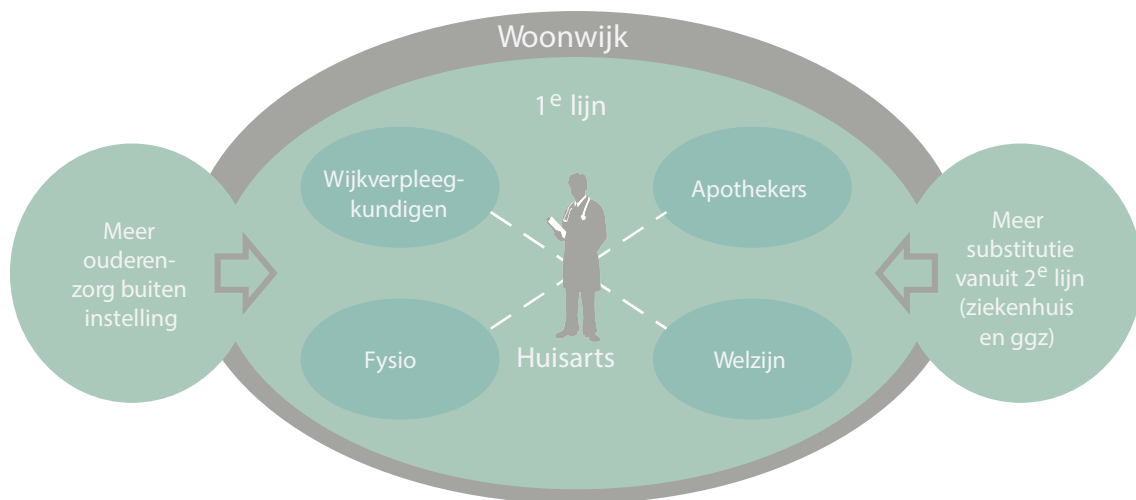 Woonwijk
1e lijn
Wijkverpleeg-
kundigen
Apothekers
Meer
ouderen-
zorg buiten
instelling
Meer
substitutie
vanuit 2e lijn
(ziekenhuis
en ggz)
Fysio
Huisarts
Welzijn